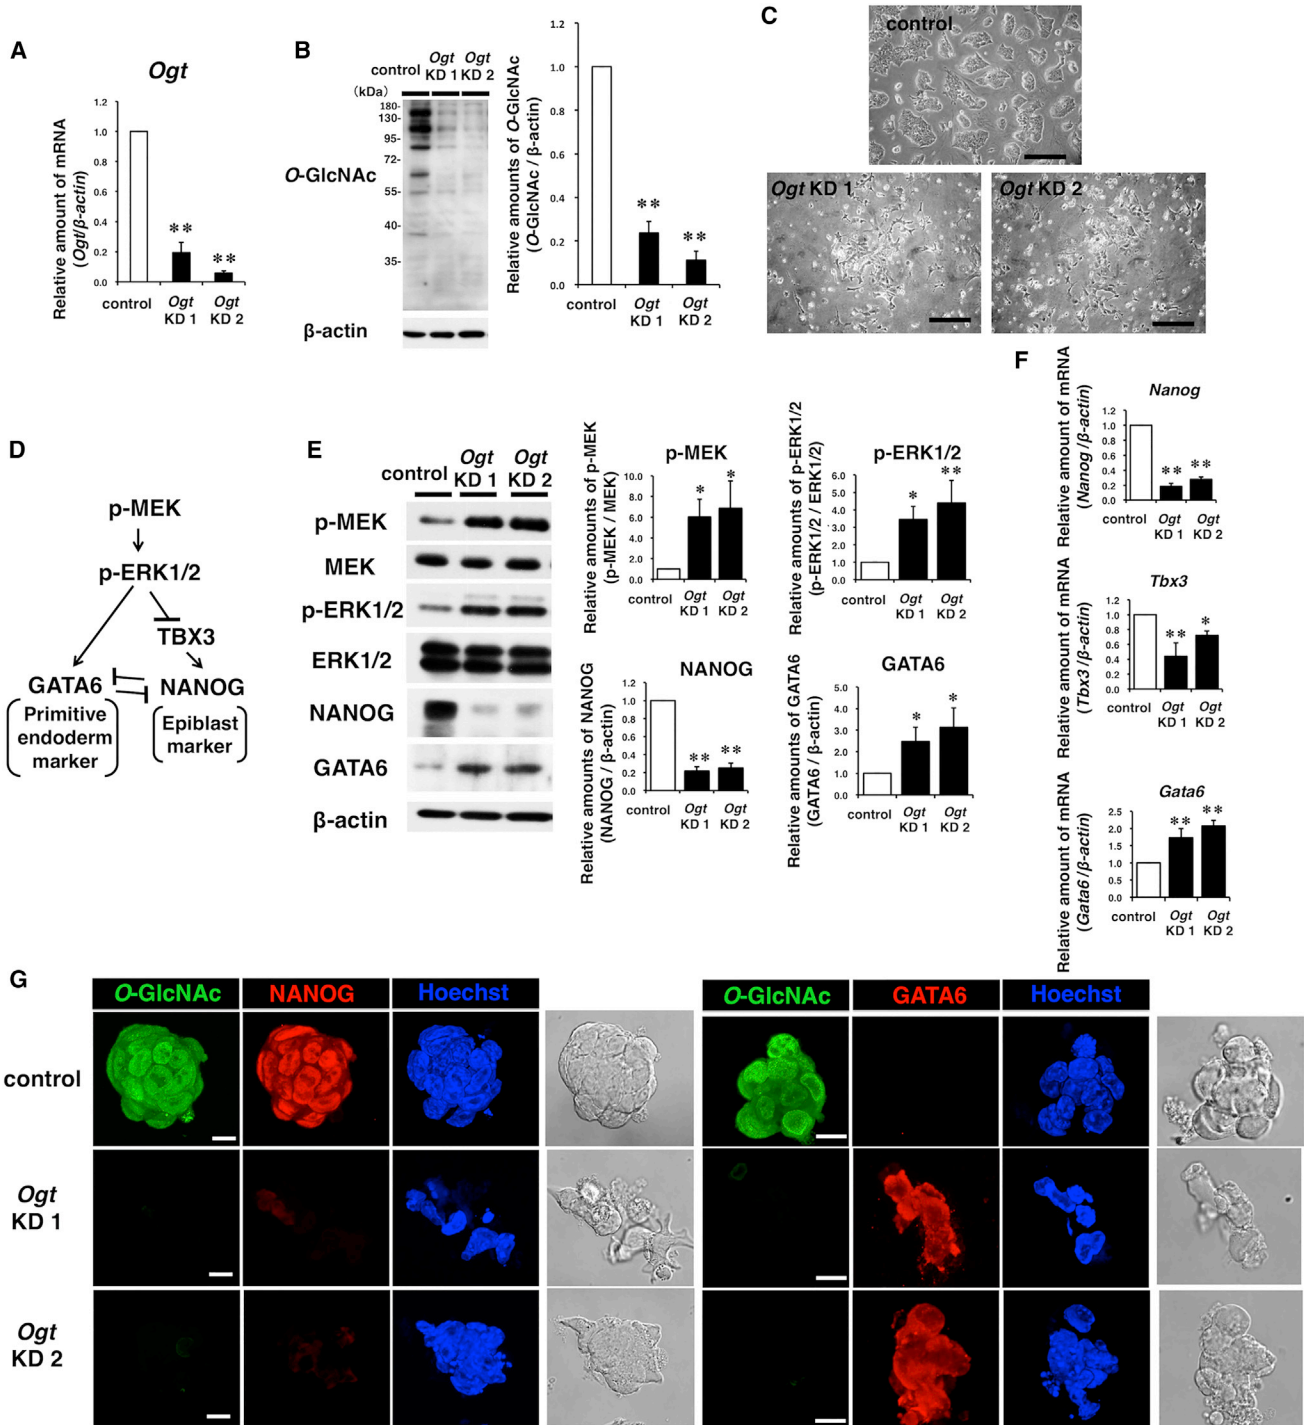 A
Ogt
Relative amount of mRNA
(Ogt/β-actin)
1.2
1.0
0.8
0.6
0.4
0.2
0.0
**
**
control
Ogt
KD 1
Ogt
KD 2
B
control
Ogt
KD 1
Ogt
KD 2
(kDa)
180-
130-
95-
72-
55-
40-
35-
O-GlcNAc
β-actin
Relative amounts of O-GlcNAc
(O-GlcNAc / β-actin)
1.2
1.0
0.8
0.6
0.4
0.2
0.0
**
**
control
Ogt
KD 1
Ogt
KD 2
C
control
Ogt KD 1
Ogt KD 2
D
p-MEK
p-ERK1/2
TBX3
GATA6
NANOG
Primitive
endoderm
marker
Epiblast
marker
E
control
Ogt
KD 1
Ogt
KD 2
p-MEK
MEK
p-ERK1/2
ERK1/2
NANOG
GATA6
β-actin
p-MEK
Relative amounts of p-MEK
(p-MEK / MEK)
10.0
8.0
6.0
4.0
2.0
0.0
*
*
control
Ogt
KD 1
Ogt
KD 2
p-ERK1/2
Relative amounts of p-ERK1/2
(p-ERK1/2 / ERK1/2)
6.0
5.0
4.0
3.0
2.0
1.0
0.0
*
**
control
Ogt
KD 1
Ogt
KD 2
NANOG
Relative amounts of NANOG
(NANOG / β-actin)
1.2
1.0
0.8
0.6
0.4
0.2
0.0
**
**
control
Ogt
KD 1
Ogt
KD 2
GATA6
Relative amounts of GATA6
(GATA6 / β-actin)
5.0
4.0
3.0
2.0
1.0
0.0
*
*
control
Ogt
KD 1
Ogt
KD 2
F
Nanog
Relative amount of mRNA
(Nanog /β-actin)
1.2
1.0
0.8
0.6
0.4
0.2
0.0
**
**
control
Ogt
KD 1
Ogt
KD 2
Tbx3
Relative amount of mRNA
(Tbx3 /β-actin)
1.2
1.0
0.8
0.6
0.4
0.2
0.0
**
*
control
Ogt
KD 1
Ogt
KD 2
Gata6
Relative amount of mRNA
(Gata6 /β-actin)
2.5
2.0
1.5
1.0
0.5
0.0
**
**
control
Ogt
KD 1
Ogt
KD 2
G
O-GlcNAc
NANOG
Hoechst
O-GlcNAc
GATA6
Hoechst
control
Ogt
KD 1
Ogt
KD 2